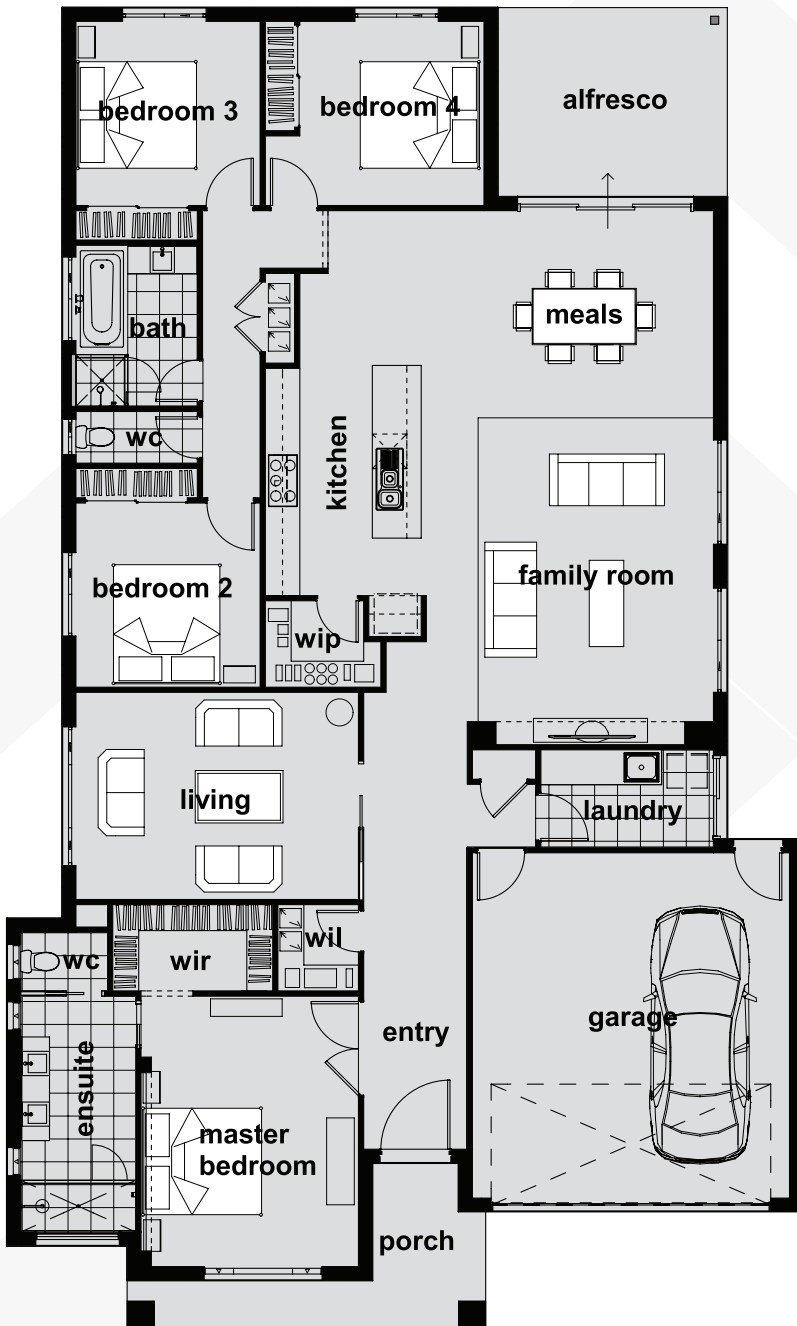 bedroom 3
bedroom 4
alfresco
bath
meals
wc
kitchen
bedroom 2
family room
wip
living
laundry
wc
wir
wil
garage
entry
ensuite
master
bedroom
porch